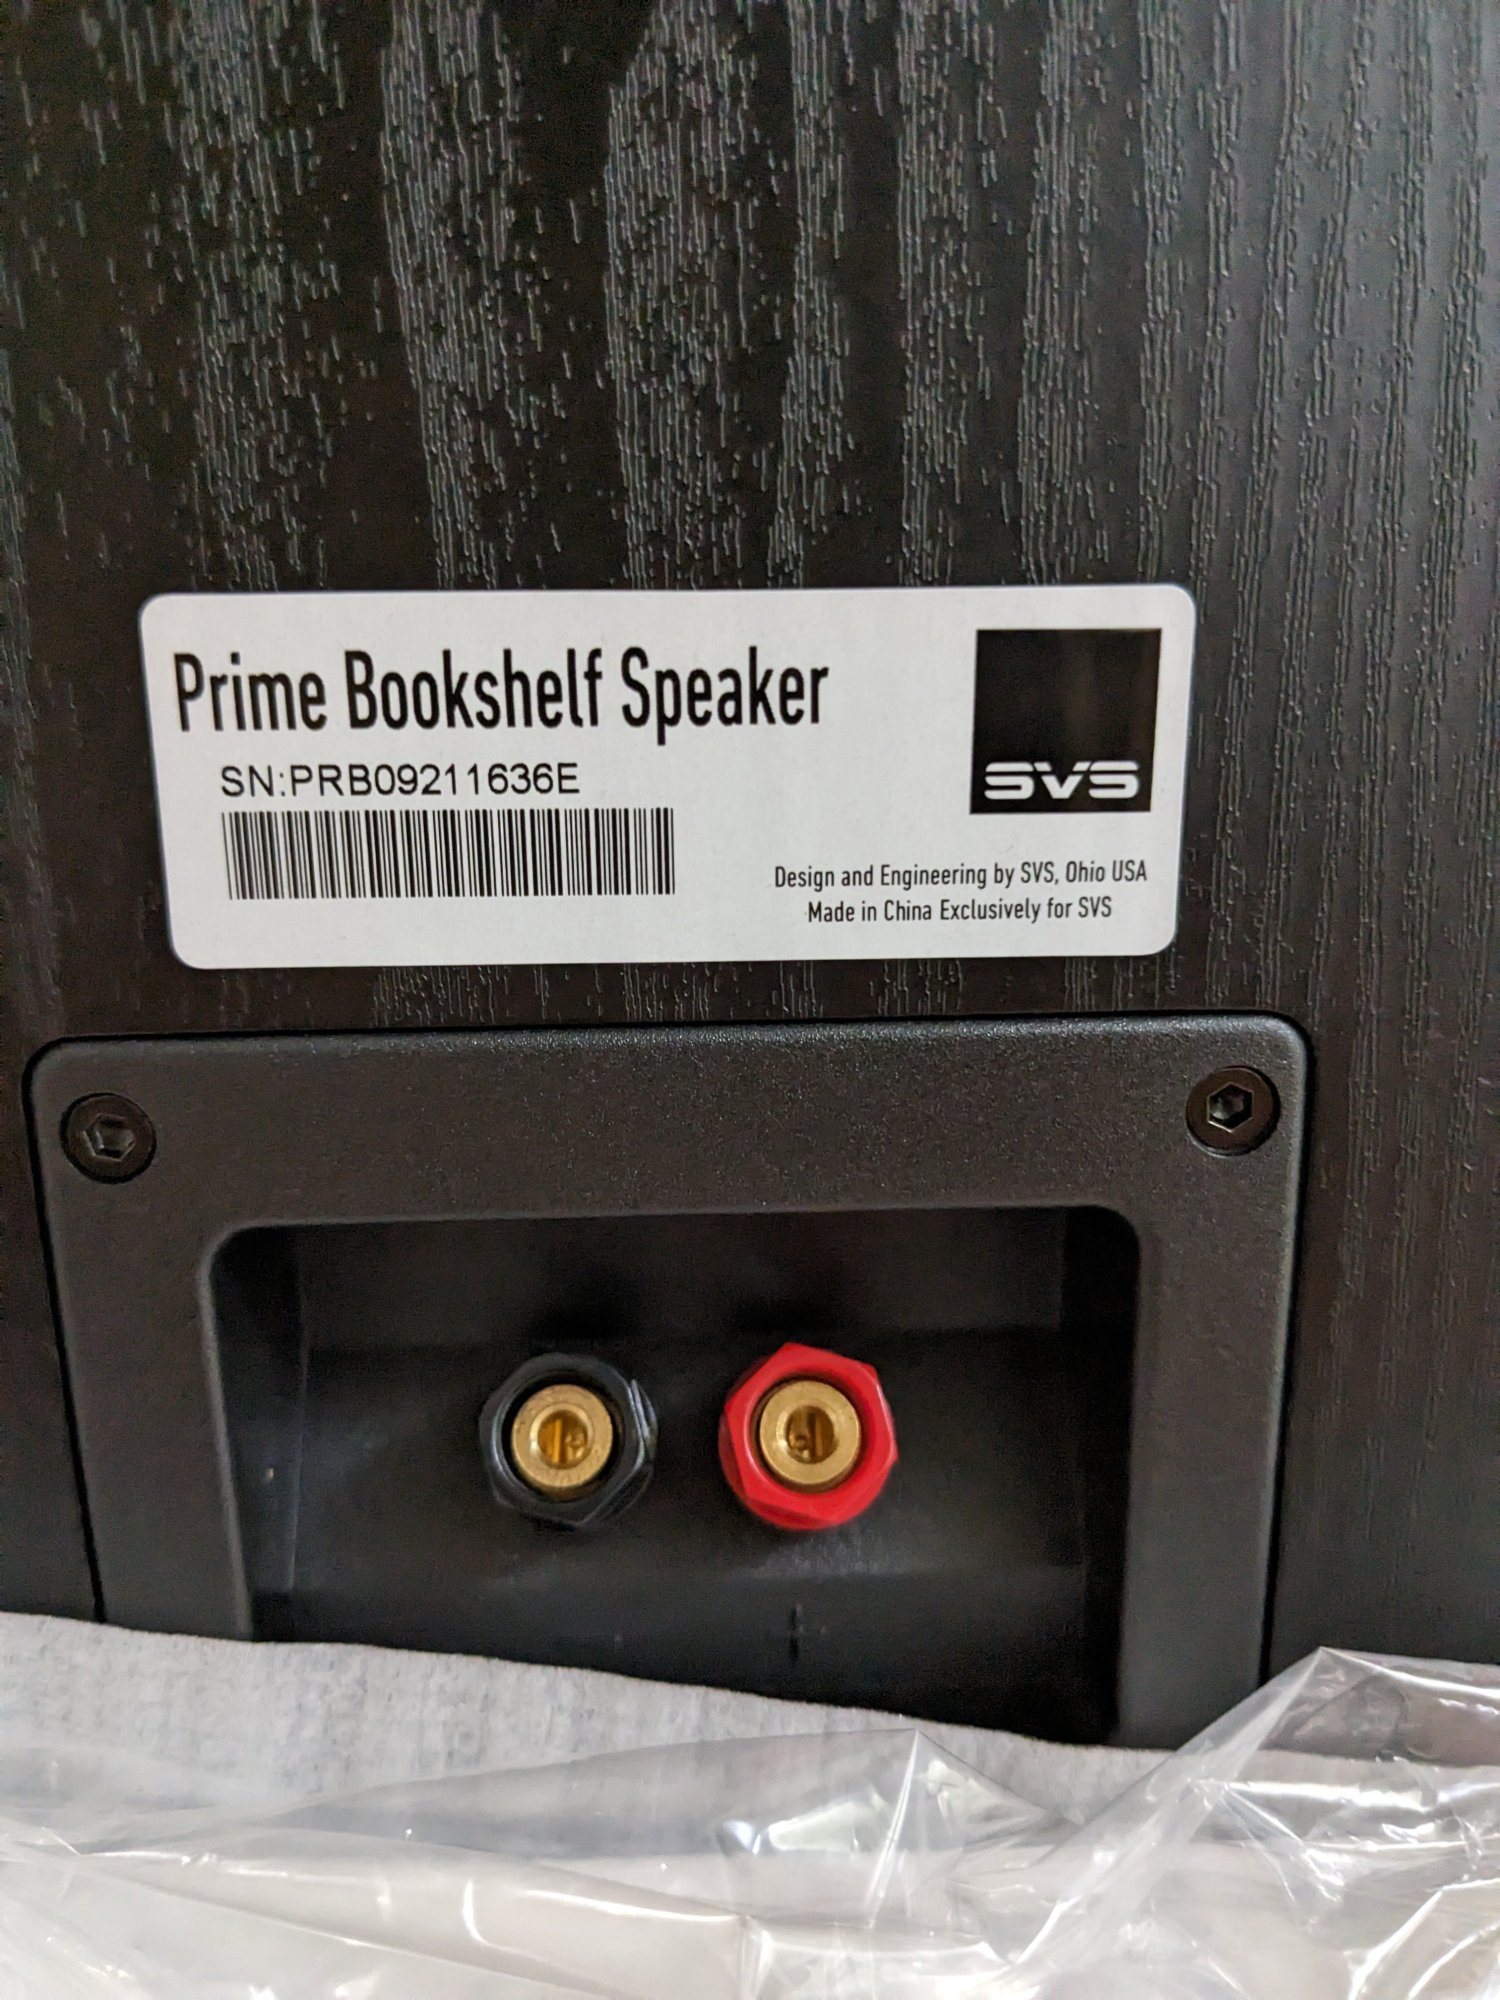 Prime Bookshelf Speaker
SN:PRB09211636E
SVS
Design and Engineering by SVS, Ohio USA
Made in China Exclusively for SVS